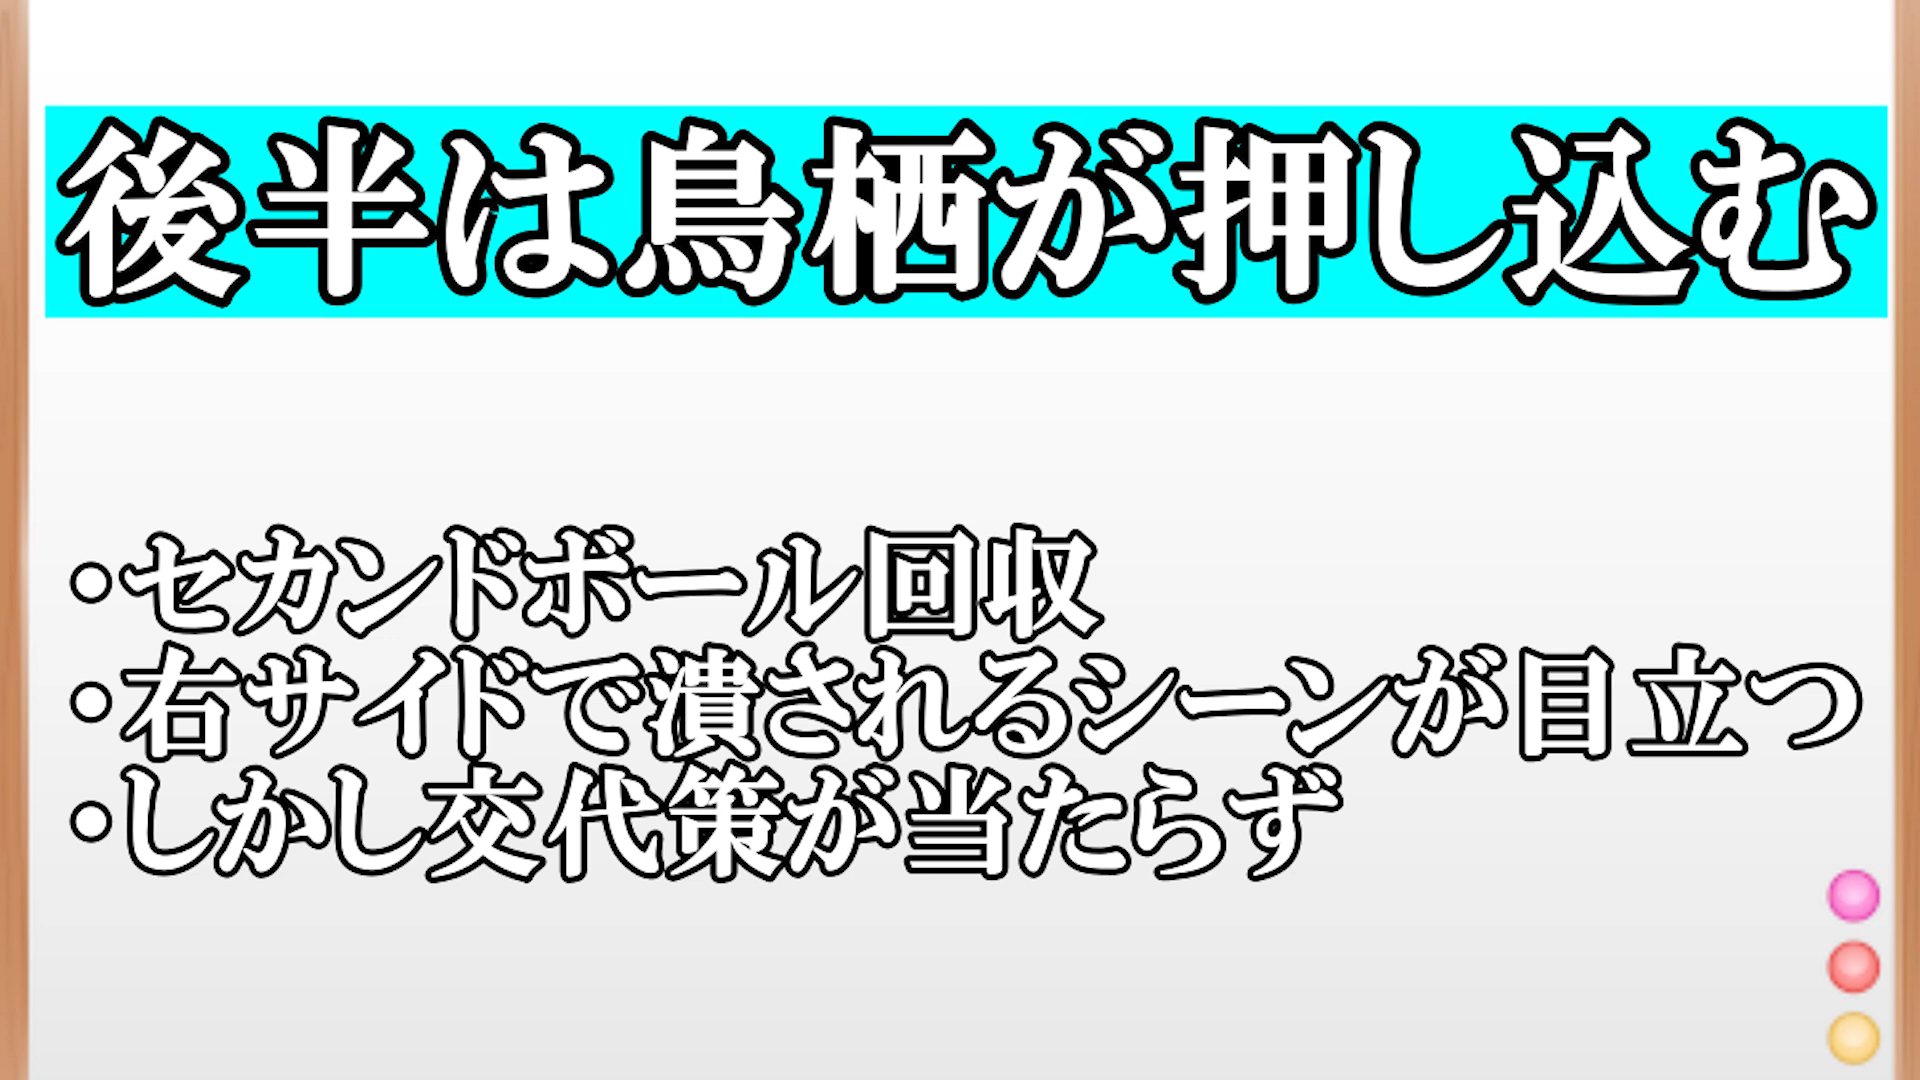 後半は鳥栖が押し込む
・セカンドボール回収
・右サイドで潰されるシーンが目立つ
・しかし交代策が当たらず